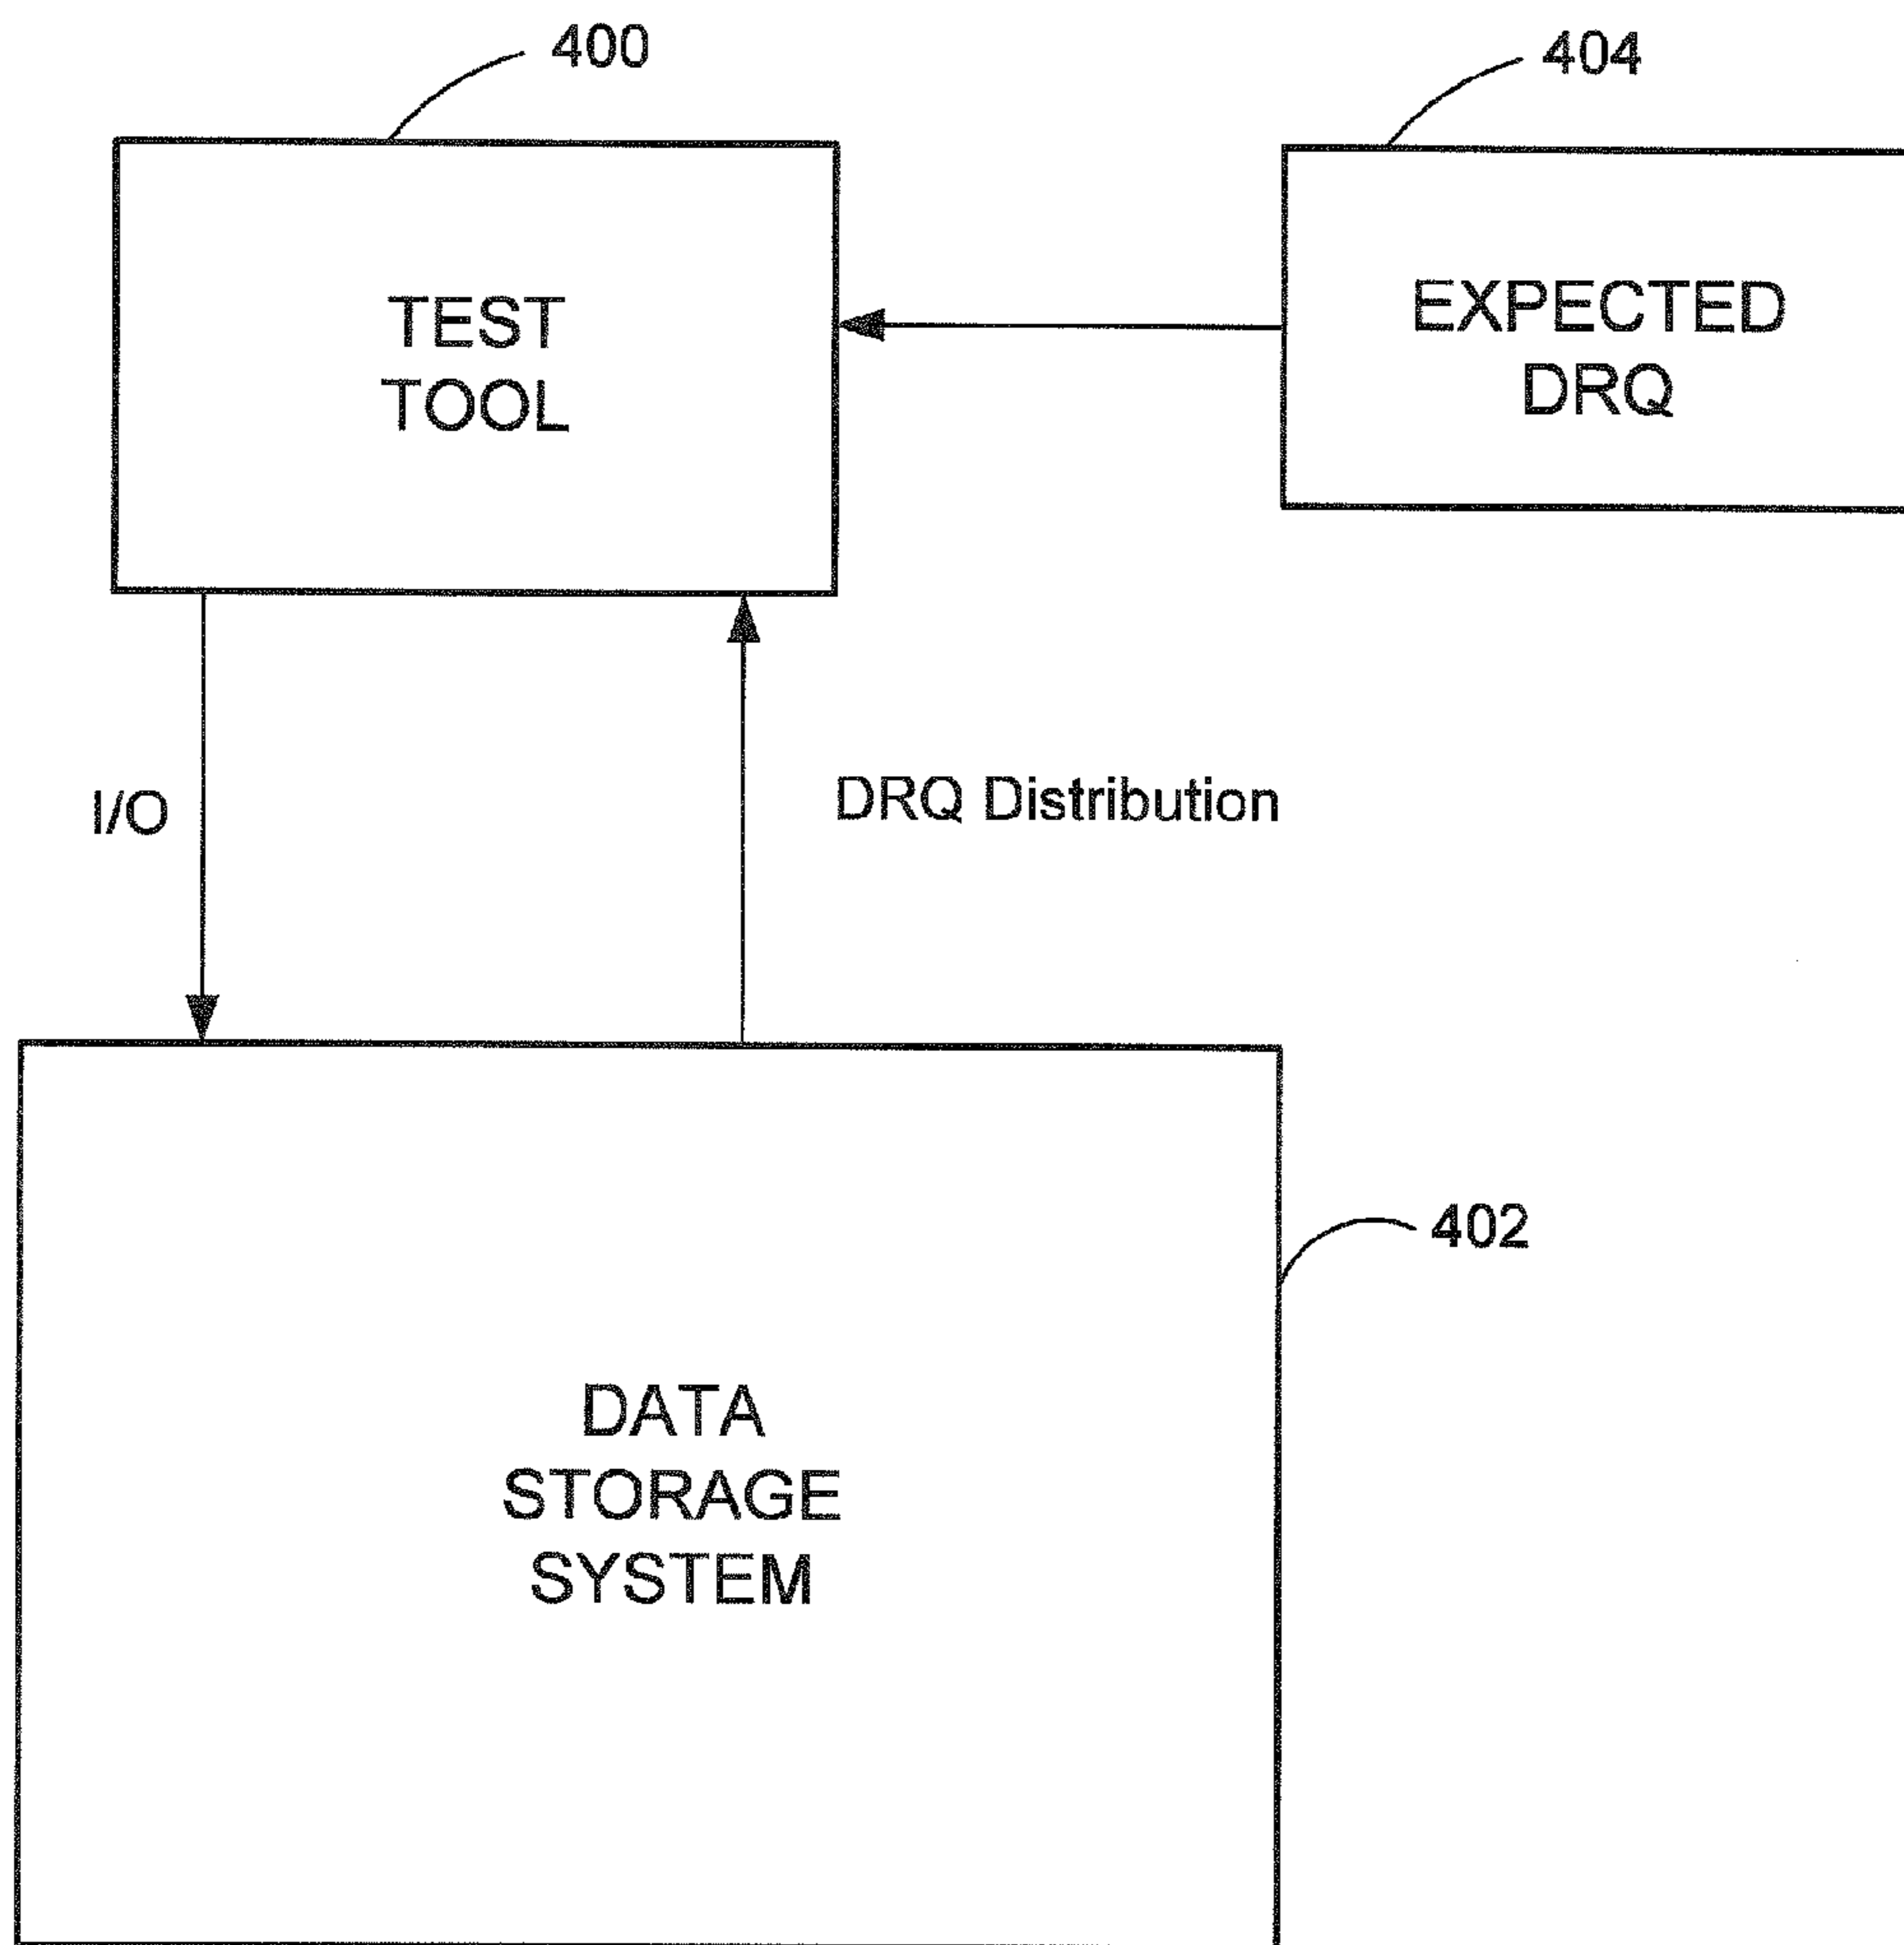 400
404
TEST
TOOL
EXPECTED
DRQ
I/O
DRQ Distribution
402
DATA
STORAGE
SYSTEM